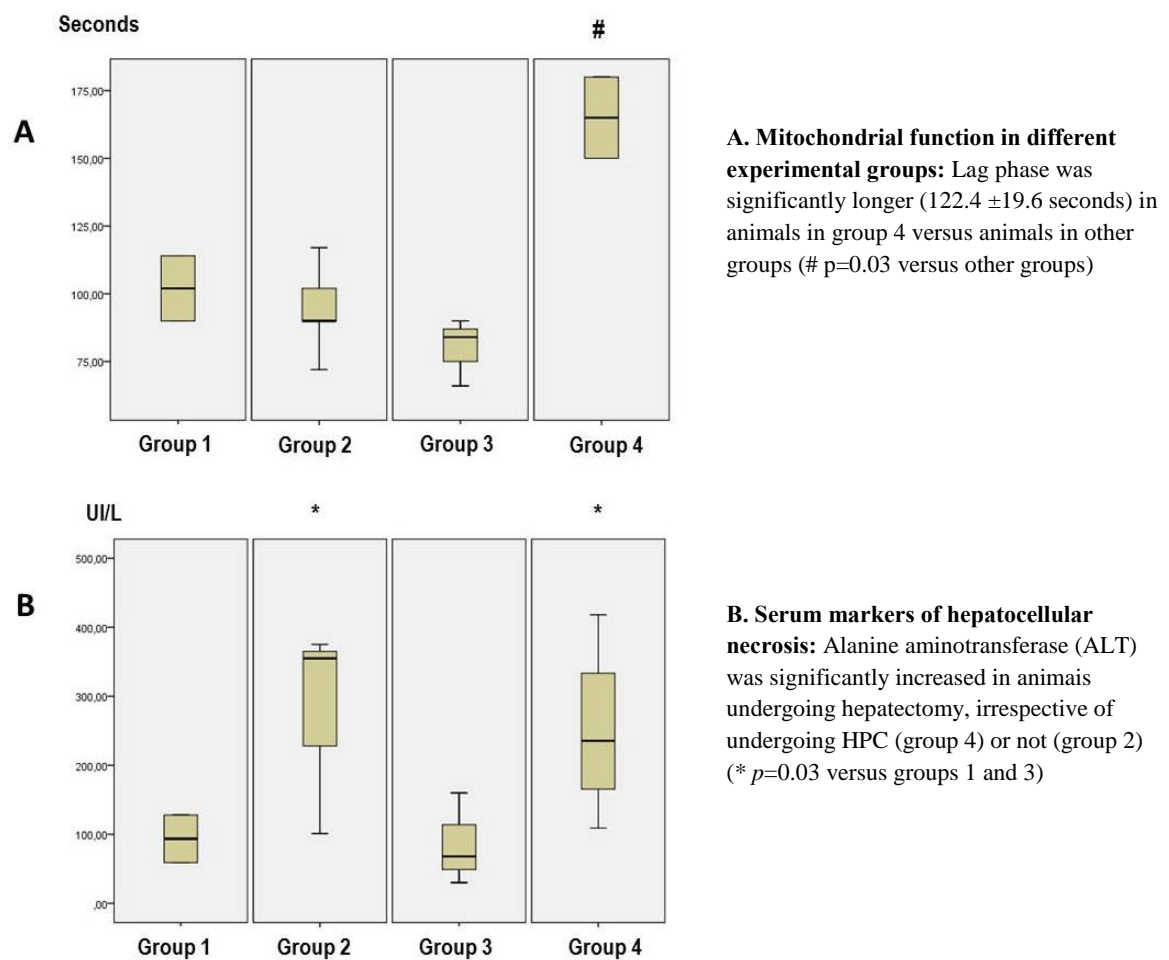 Seconds
#
A
175,00
150,00
125,00
100,00
75,00
Group 1
Group 2
Group 3
Group 4
A. Mitochondrial function in different
experimental groups: Lag phase was
significantly longer (122.4 ±19.6 seconds) in
animals in group 4 versus animals in other
groups (# p=0.03 versus other groups)
UI/L
*
*
B
500,00
400,00
300,00
200,00
100,00
,00
Group 1
Group 2
Group 3
Group 4
B. Serum markers of hepatocellular
necrosis: Alanine aminotransferase (ALT)
was significantly increased in animais
undergoing hepatectomy, irrespective of
undergoing HPC (group 4) or not (group 2)
(* p=0.03 versus groups 1 and 3)